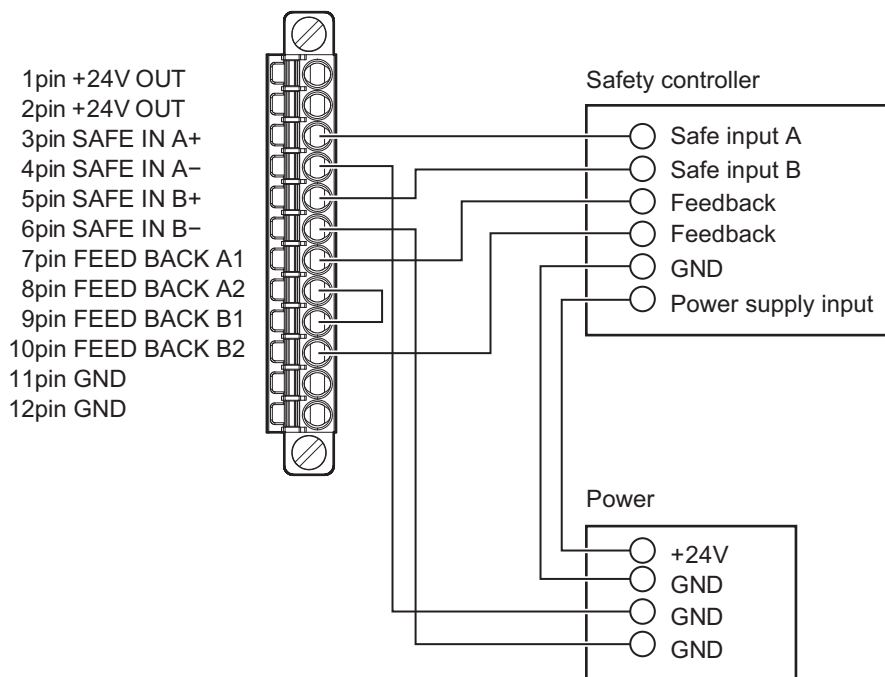 1pin +24V OUT
2pin +24V OUT
3pin SAFE IN A+
4pin SAFE IN A−
5pin SAFE IN B+
6pin SAFE IN B−
7pin FEED BACK A1
8pin FEED BACK A2
9pin FEED BACK B1
10pin FEED BACK B2
11pin GND
12pin GND
Safety controller
Safe input A
Safe input B
Feedback
Feedback
GND
Power supply input
Power
+24V
GND
GND
GND